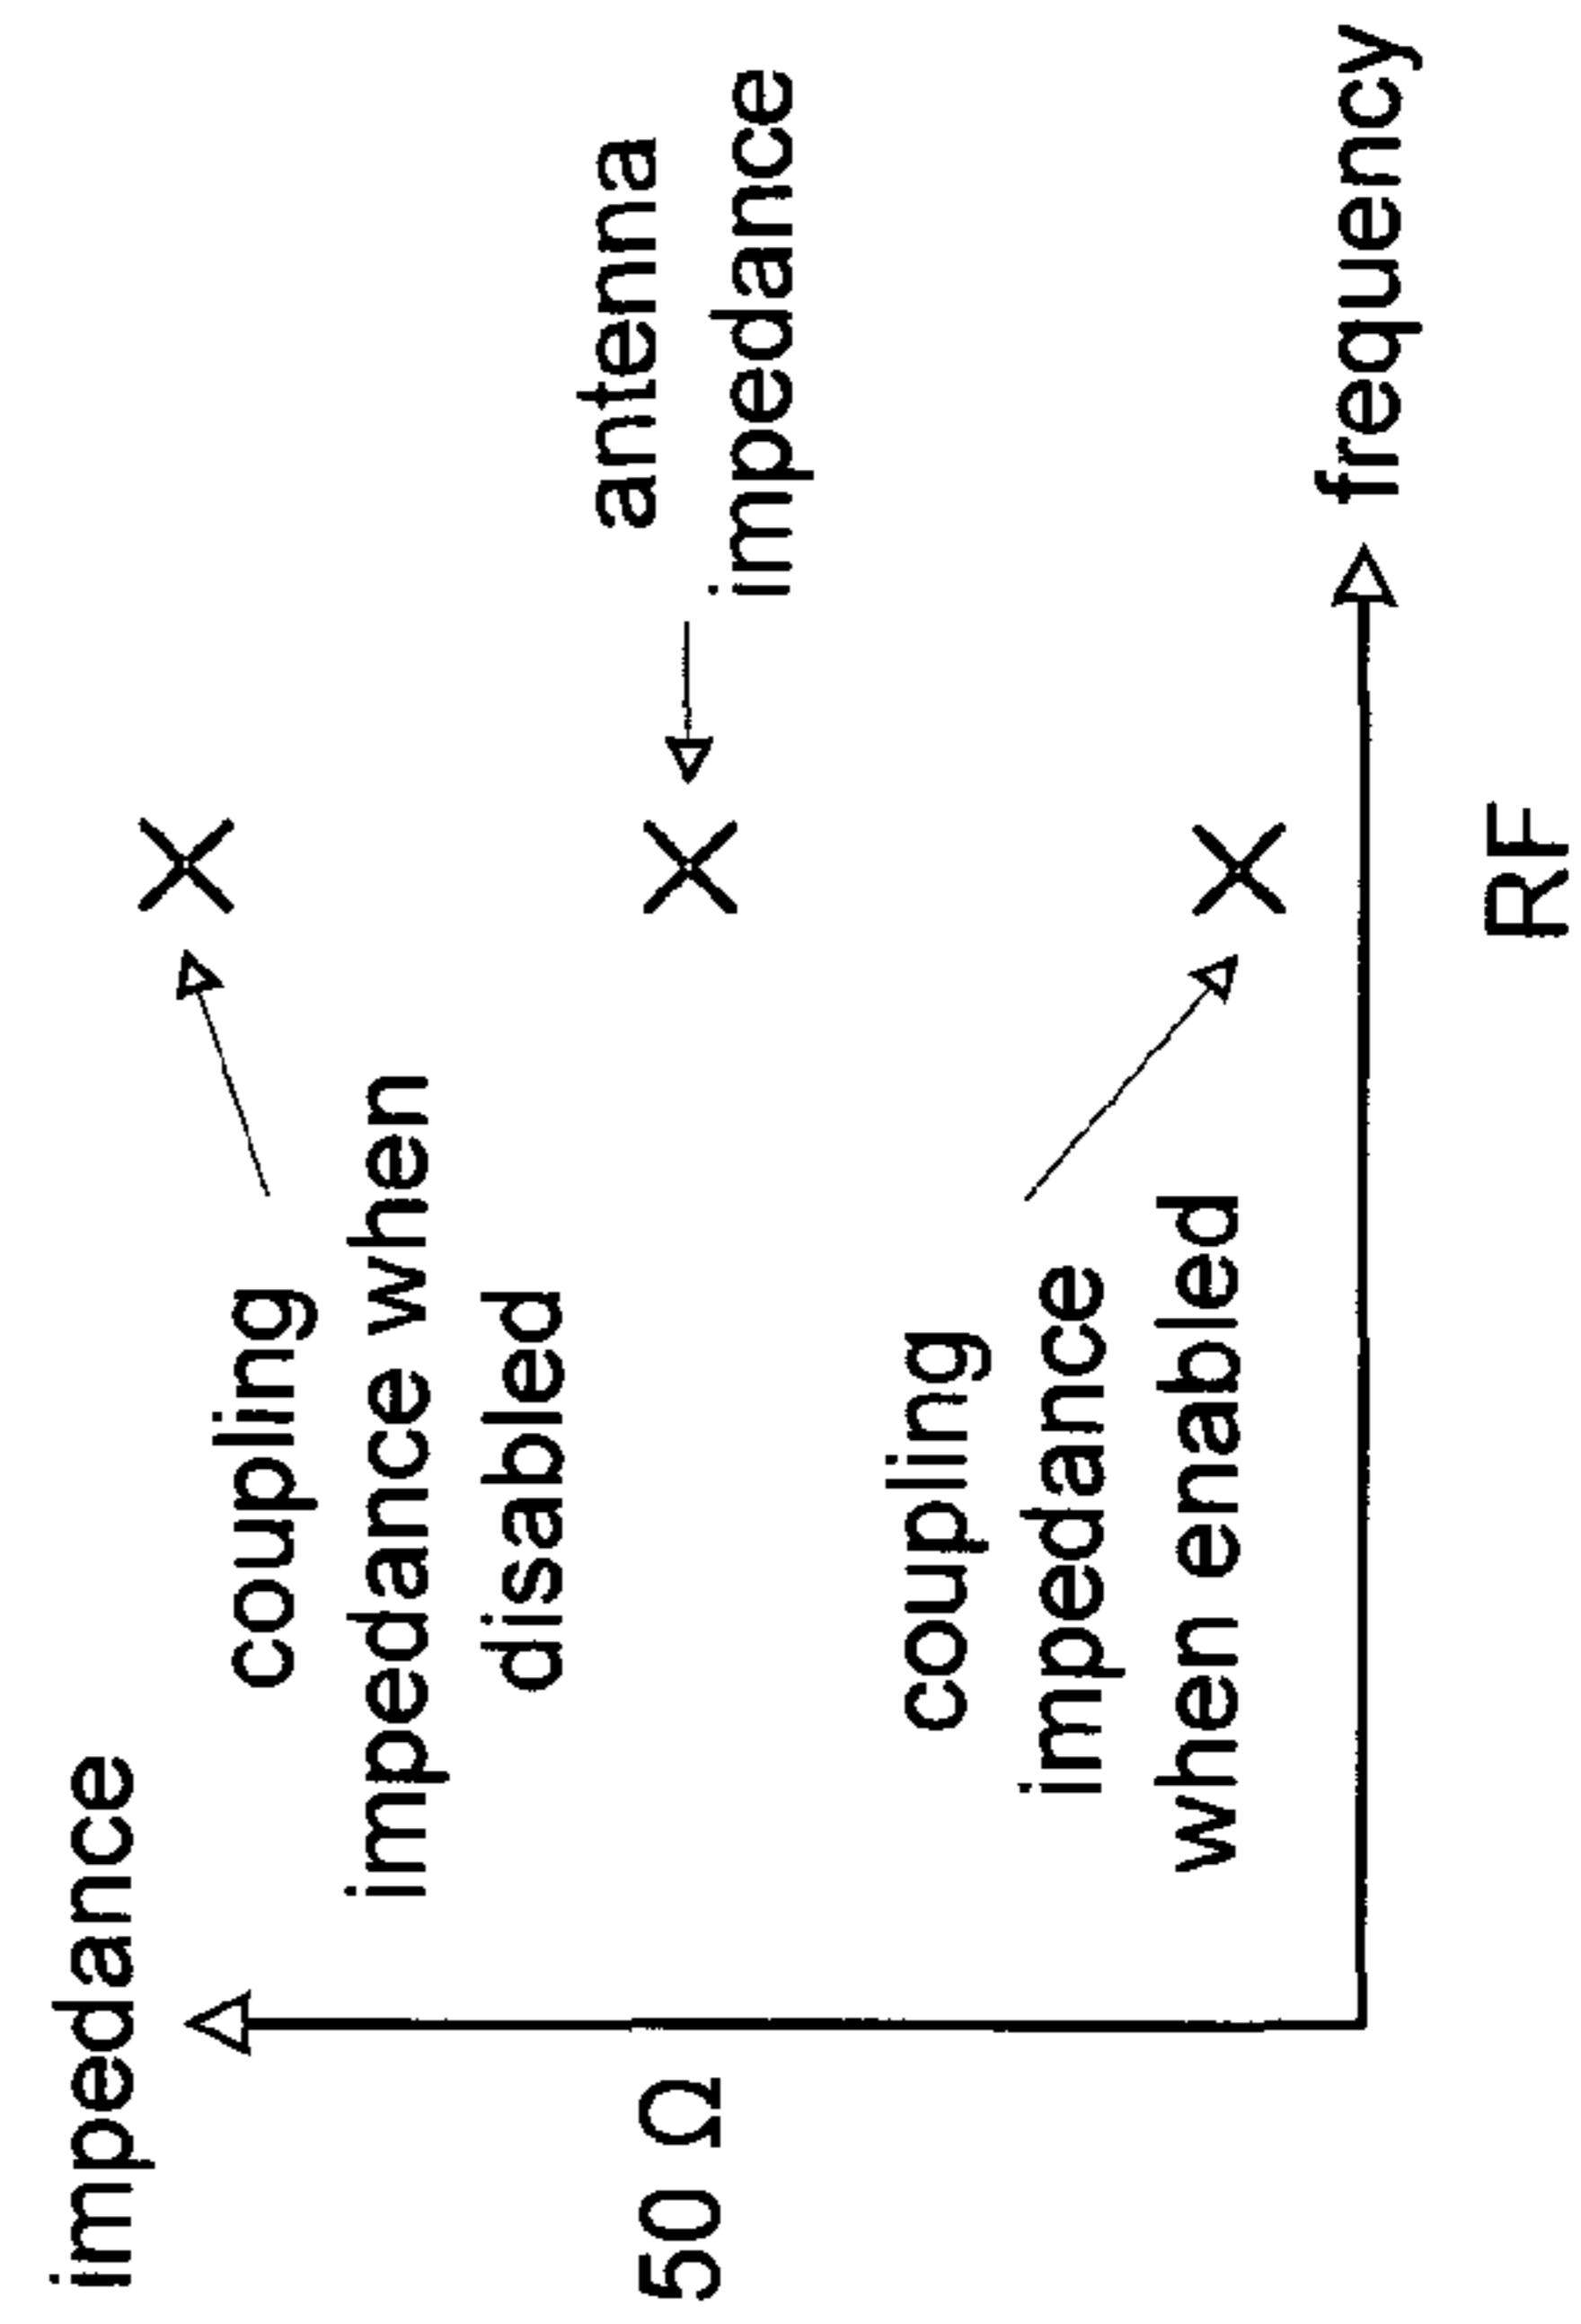 impedance
coupling
impedance when
disabled
antenna
impedance
50 Ω
coupling
impedance
when enabled
frequency
RF